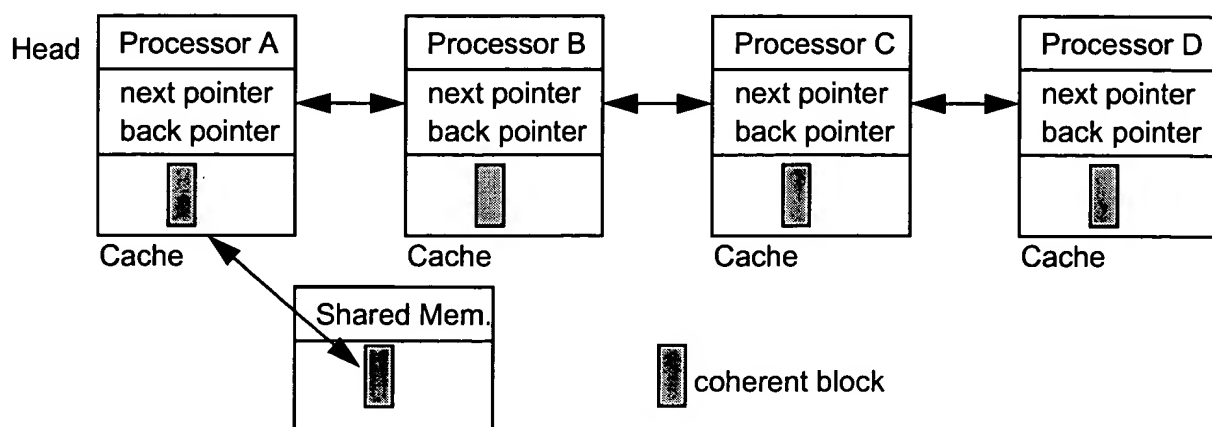 Head
Processor A
next pointer
back pointer
Cache
Processor B
next pointer
back pointer
Cache
Processor C
next pointer
back pointer
Cache
Processor D
next pointer
back pointer
Cache
Shared Mem.
coherent block